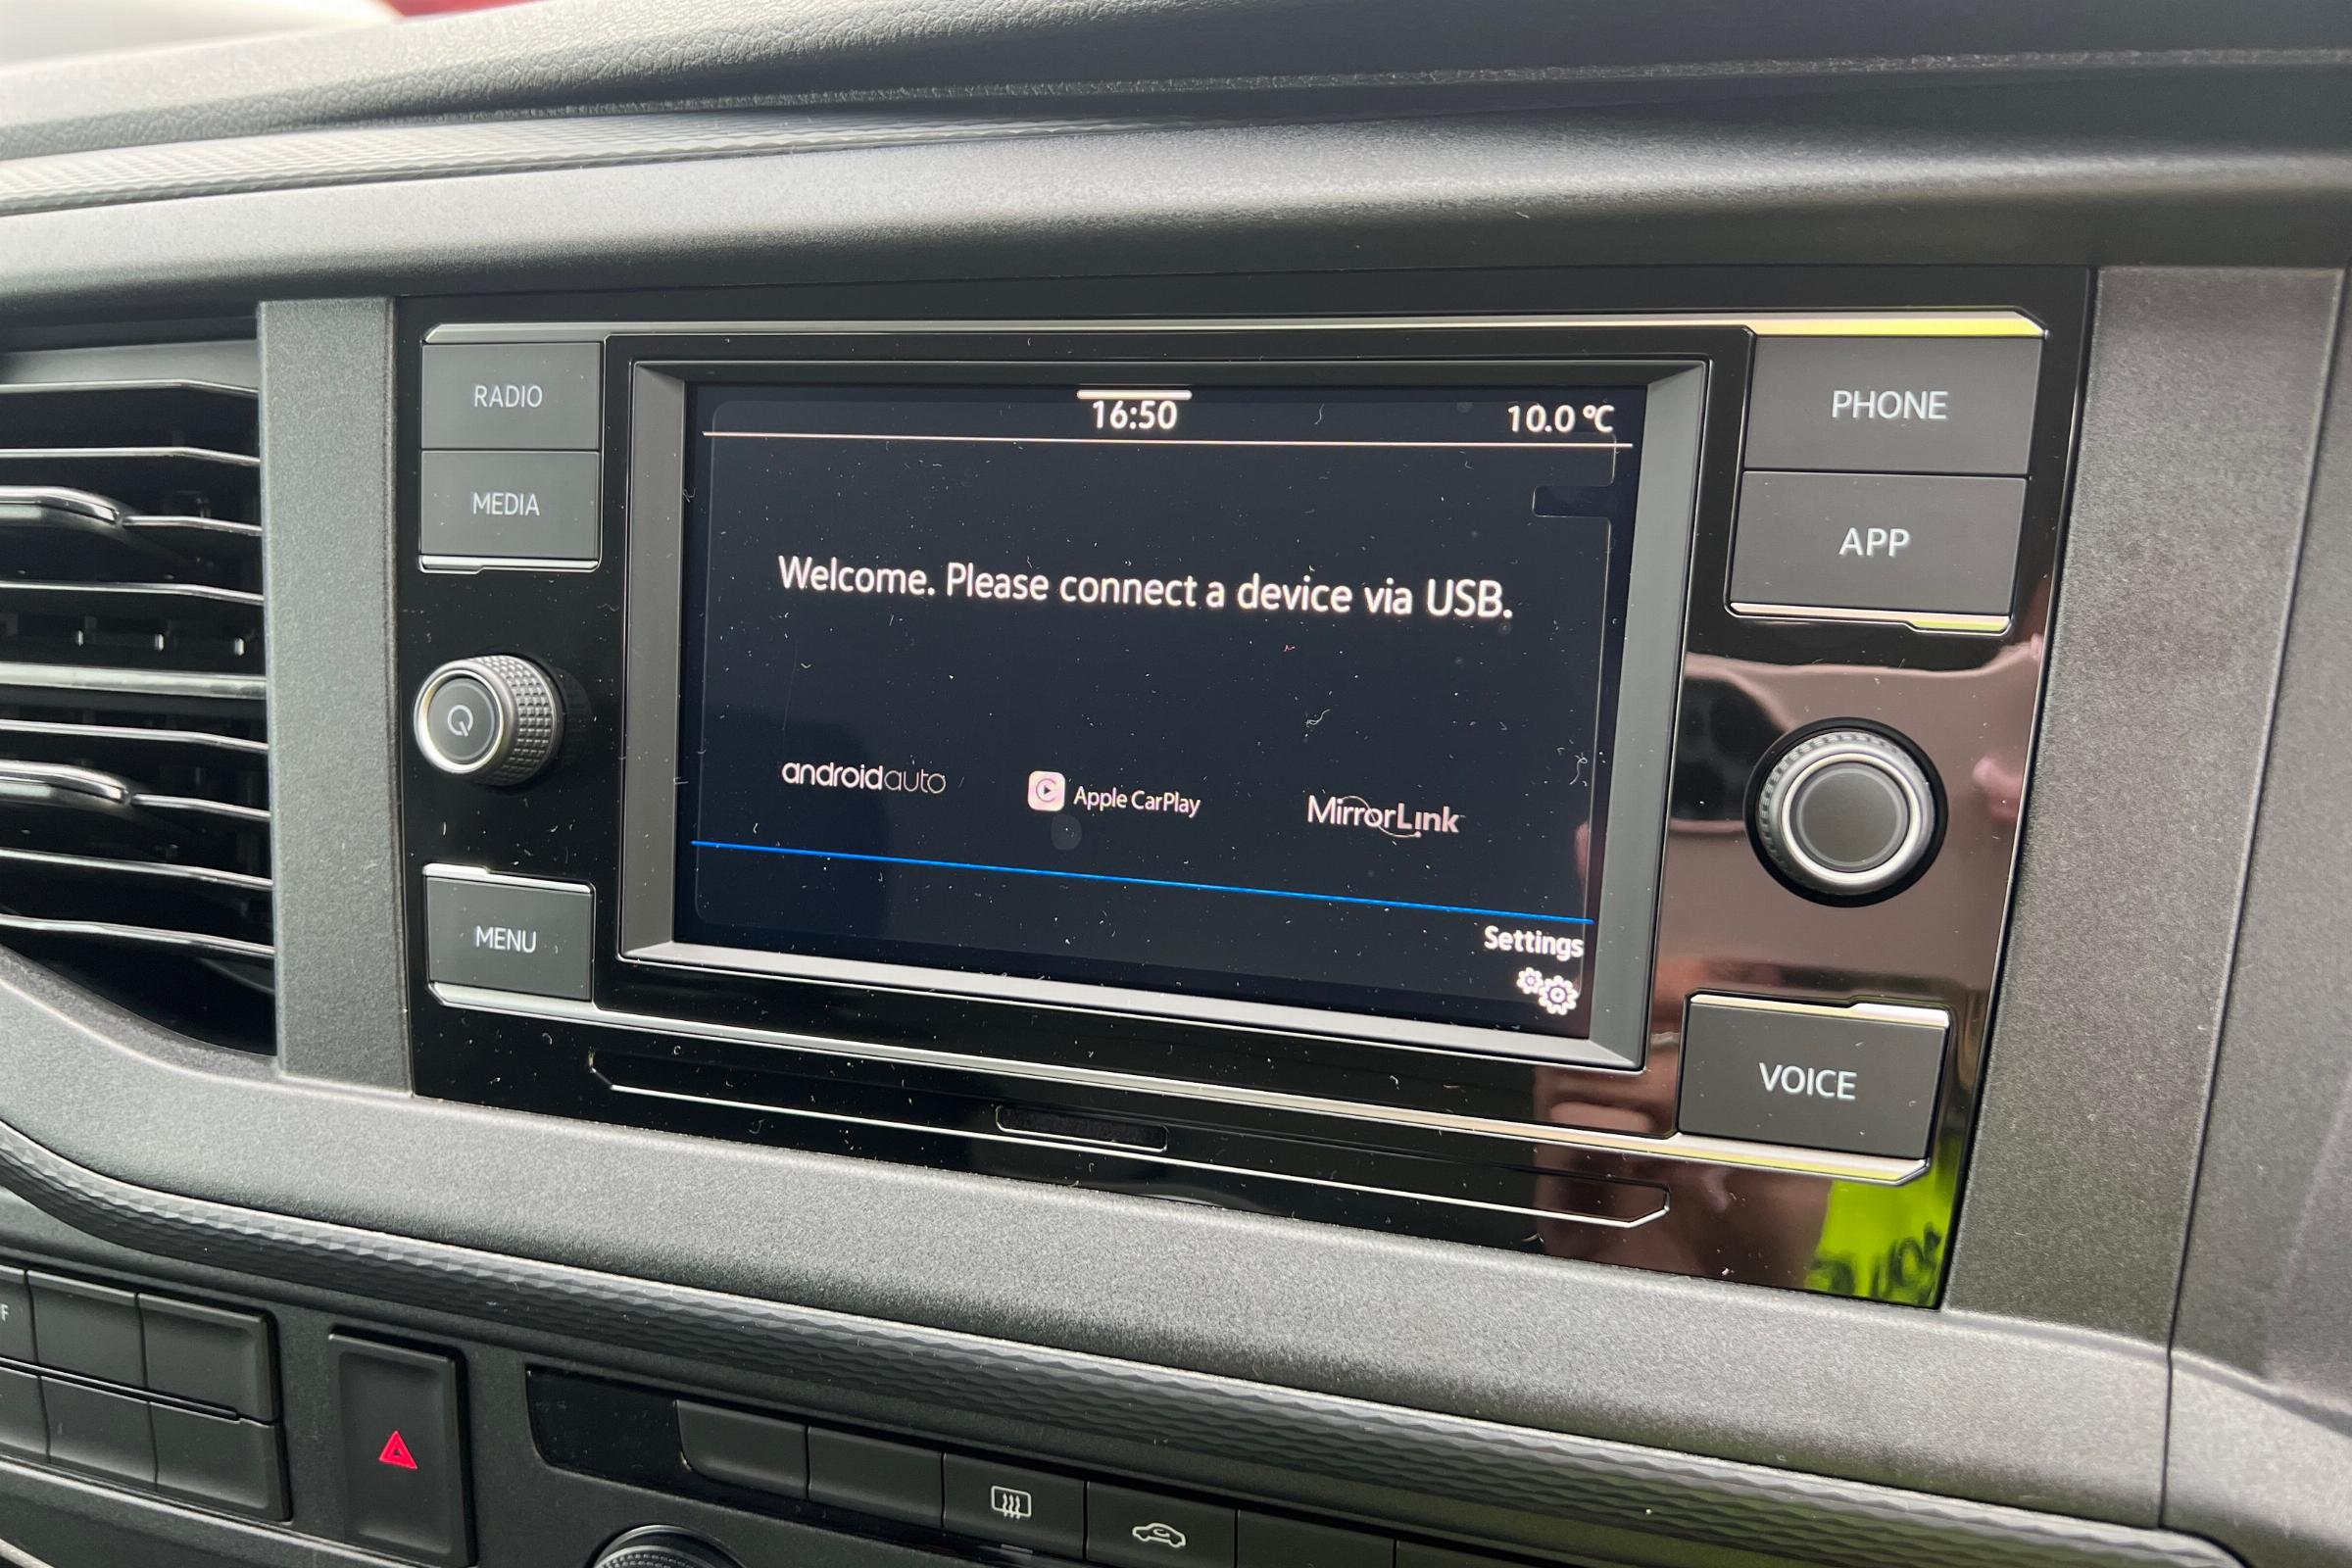 RADIO
MEDIA
MENU
16:50
10.0 °C
Welcome. Please connect a device via USB.
androidauto
Apple CarPlay
MirrorLink
Settings
PHONE
APP
VOICE